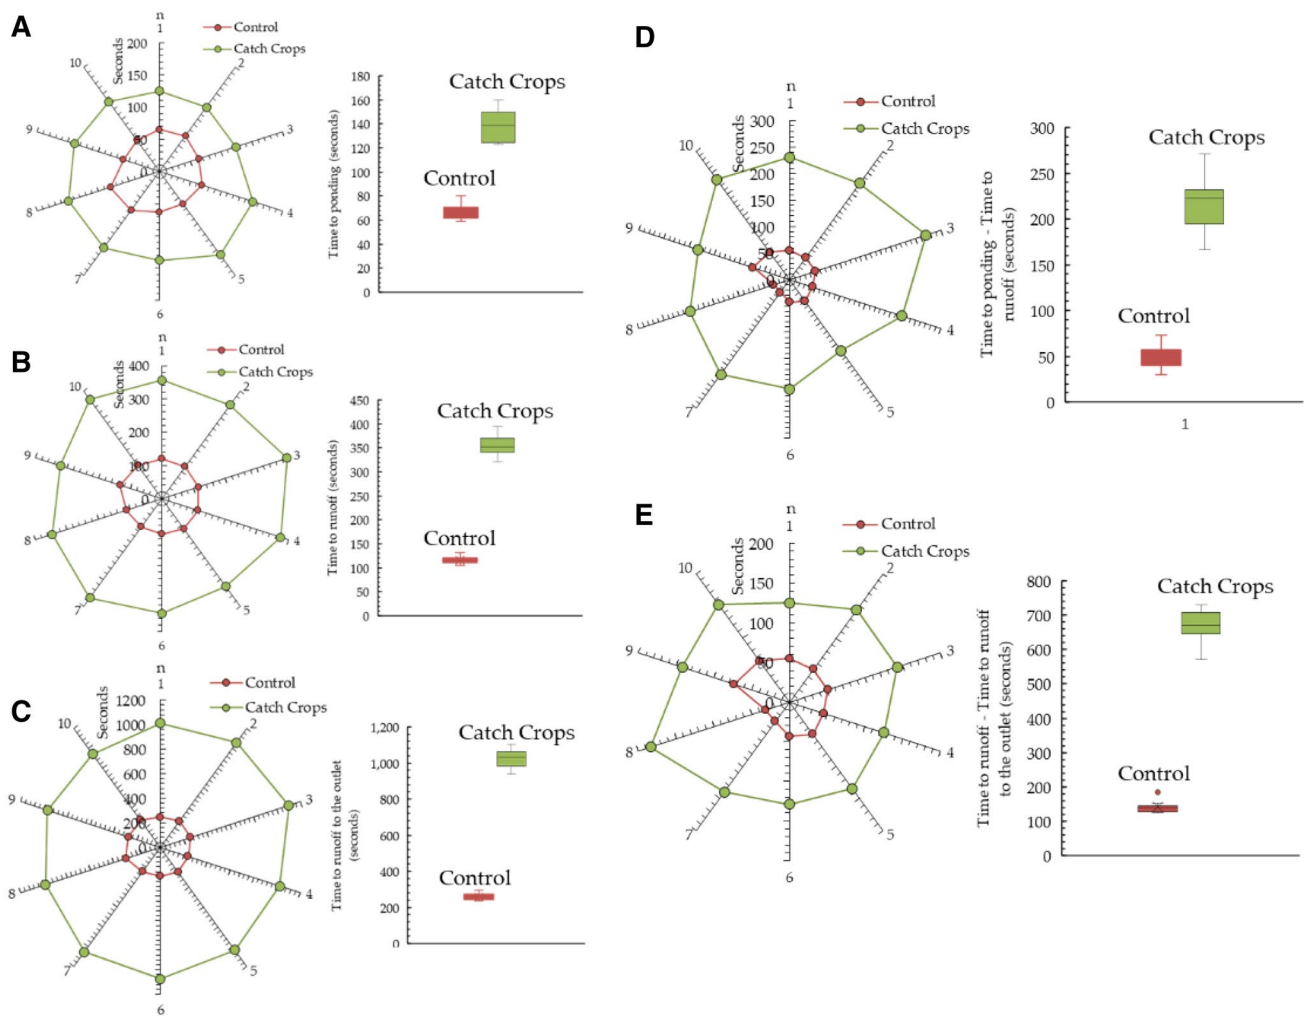 A
n
1
Control
Catch Crops
Seconds
200
150
100
50
0
2
3
4
5
6
7
8
9
10
Time to ponding (seconds)
180
160
140
120
100
80
60
40
20
0
Catch Crops
Control
B
n
1
Control
Catch Crops
Seconds
400
300
200
100
0
2
3
4
5
6
7
8
9
10
Time to runoff (seconds)
450
400
350
300
250
200
150
100
50
0
Catch Crops
Control
C
n
1
Control
Catch Crops
Seconds
1200
1000
800
600
400
200
0
2
3
4
5
6
7
8
9
10
Time to runoff to the outlet
(seconds)
1,200
1,000
800
600
400
200
0
Catch Crops
Control
D
n
1
Control
Catch Crops
Seconds
300
250
200
150
100
50
0
2
3
4
5
6
7
8
9
10
Time to ponding - Time to
runoff (seconds)
300
250
200
150
100
50
0
Catch Crops
Control
1
E
n
1
Control
Catch Crops
Seconds
200
150
100
50
0
2
3
4
5
6
7
8
9
10
Time to runoff - Time to runoff
to the outlet (seconds)
800
700
600
500
400
300
200
100
0
Catch Crops
Control